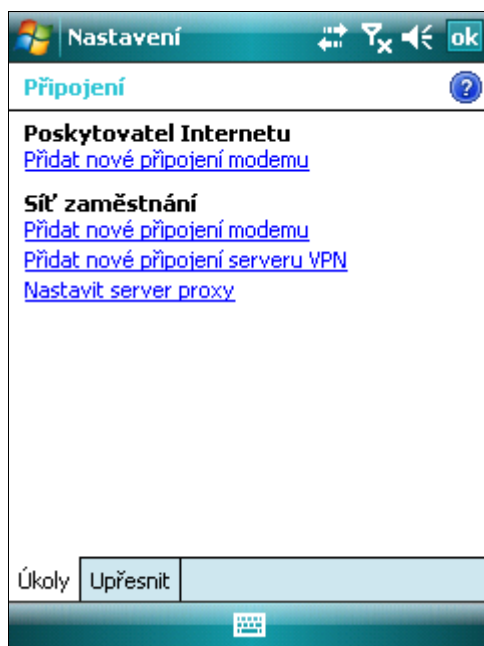 Nastavení
ok
Připojení
?
Poskytovatel Internetu
Přidat nové připojení modemu
Síť zaměstnání
Přidat nové připojení modemu
Přidat nové připojení serveru VPN
Nastavit server proxy
Úkoly Upřesnit